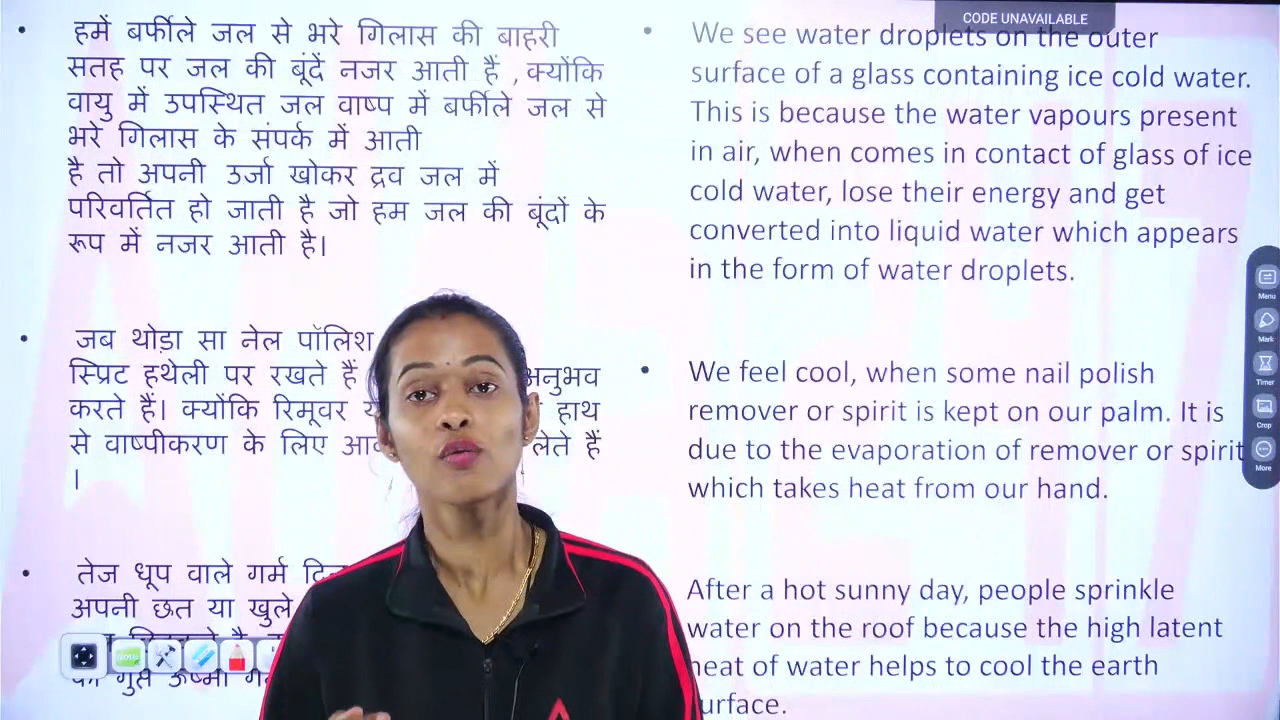 CODE UNAVAILABLE
हमें बर्फीले जल से भरे गिलास की बाहरी
सतह पर जल की बूंदें नजर आती हैं , क्योंकि
वायु में उपस्थित जल वाष्प में बर्फीले जल से
भरे गिलास के संपर्क में आती
है तो अपनी उर्जा खोकर द्रव जल में
परिवर्तित हो जाती है जो हम जल की बूंदों के
रूप में नजर आती है।
जब थोड़ा सा नेल पॉलिश
स्प्रिट हथेली पर रखते हैं अनुभव
करते हैं। क्योंकि रिमूवर हाथ
से वाष्पीकरण के लिए लेते हैं
।
तेज धूप वाले गर्म
अपनी छत या खुले
We see water droplets on the outer
surface of a glass containing ice cold water.
This is because the water vapours present
in air, when comes in contact of glass of ice
cold water, lose their energy and get
converted into liquid water which appears
in the form of water droplets.
We feel cool, when some nail polish
remover or spirit is kept on our palm. It is
due to the evaporation of remover or spirit
which takes heat from our hand.
After a hot sunny day, people sprinkle
water on the roof because the high latent
heat of water helps to cool the earth
surface.
Menu
Mark
Timer
Crop
More